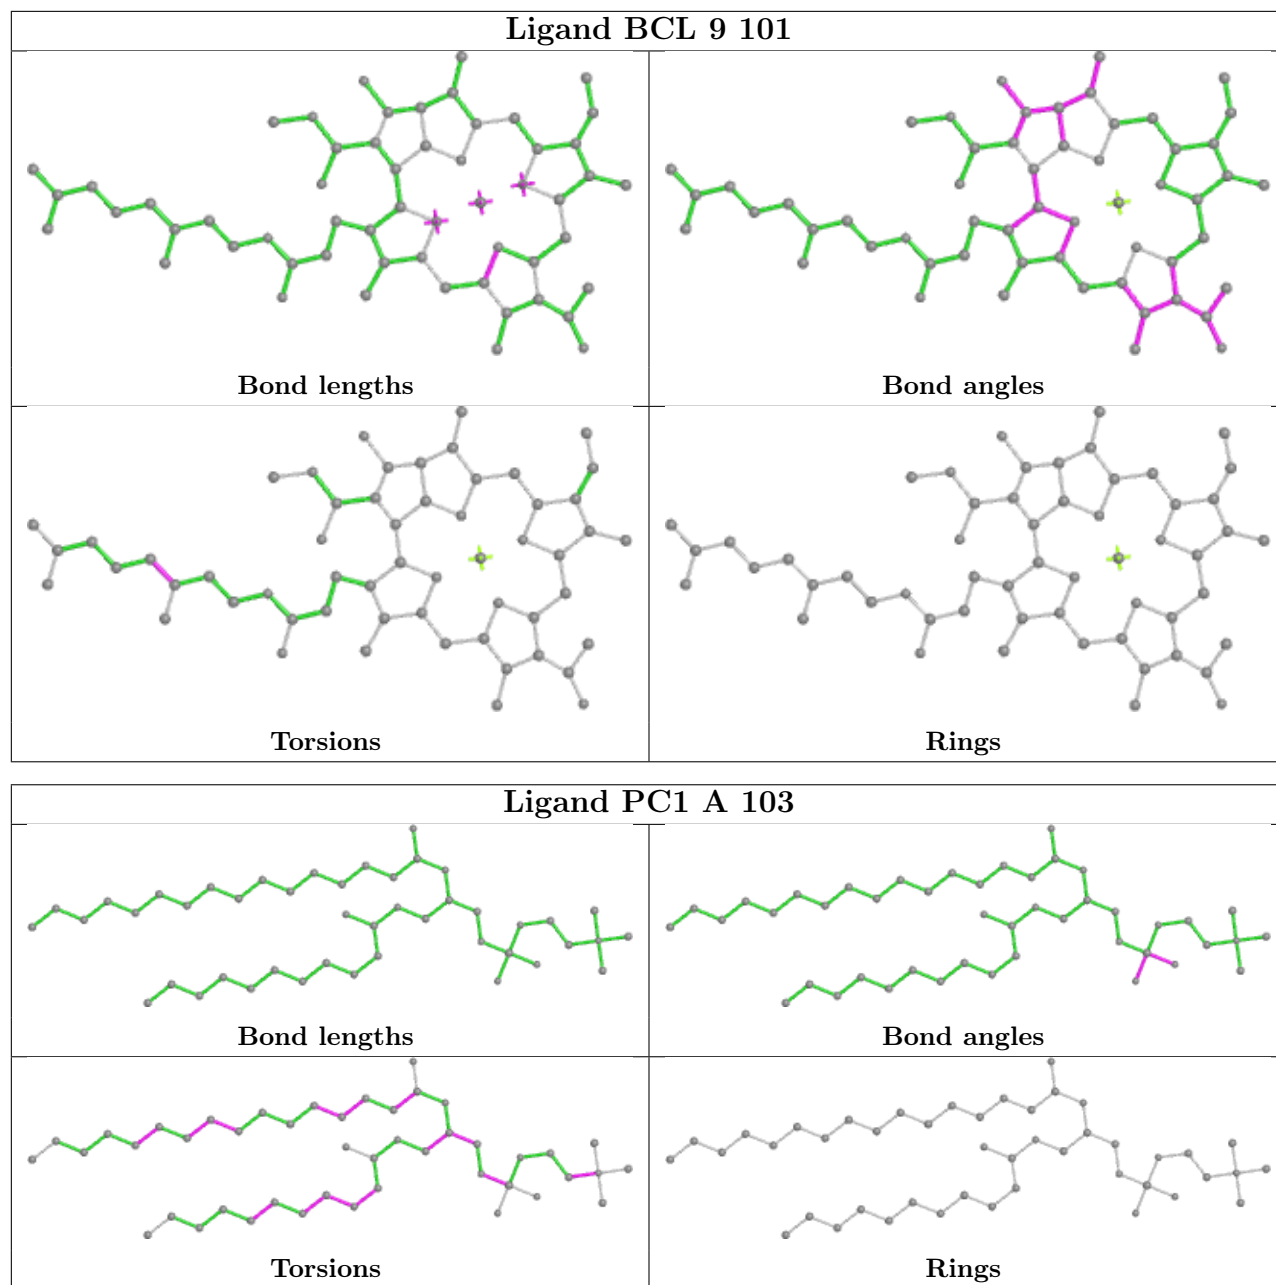 Ligand BCL 9 101
Bond lengths
Bond angles
Torsions
Rings
Ligand PC1 A 103
Bond lengths
Bond angles
Torsions
Rings